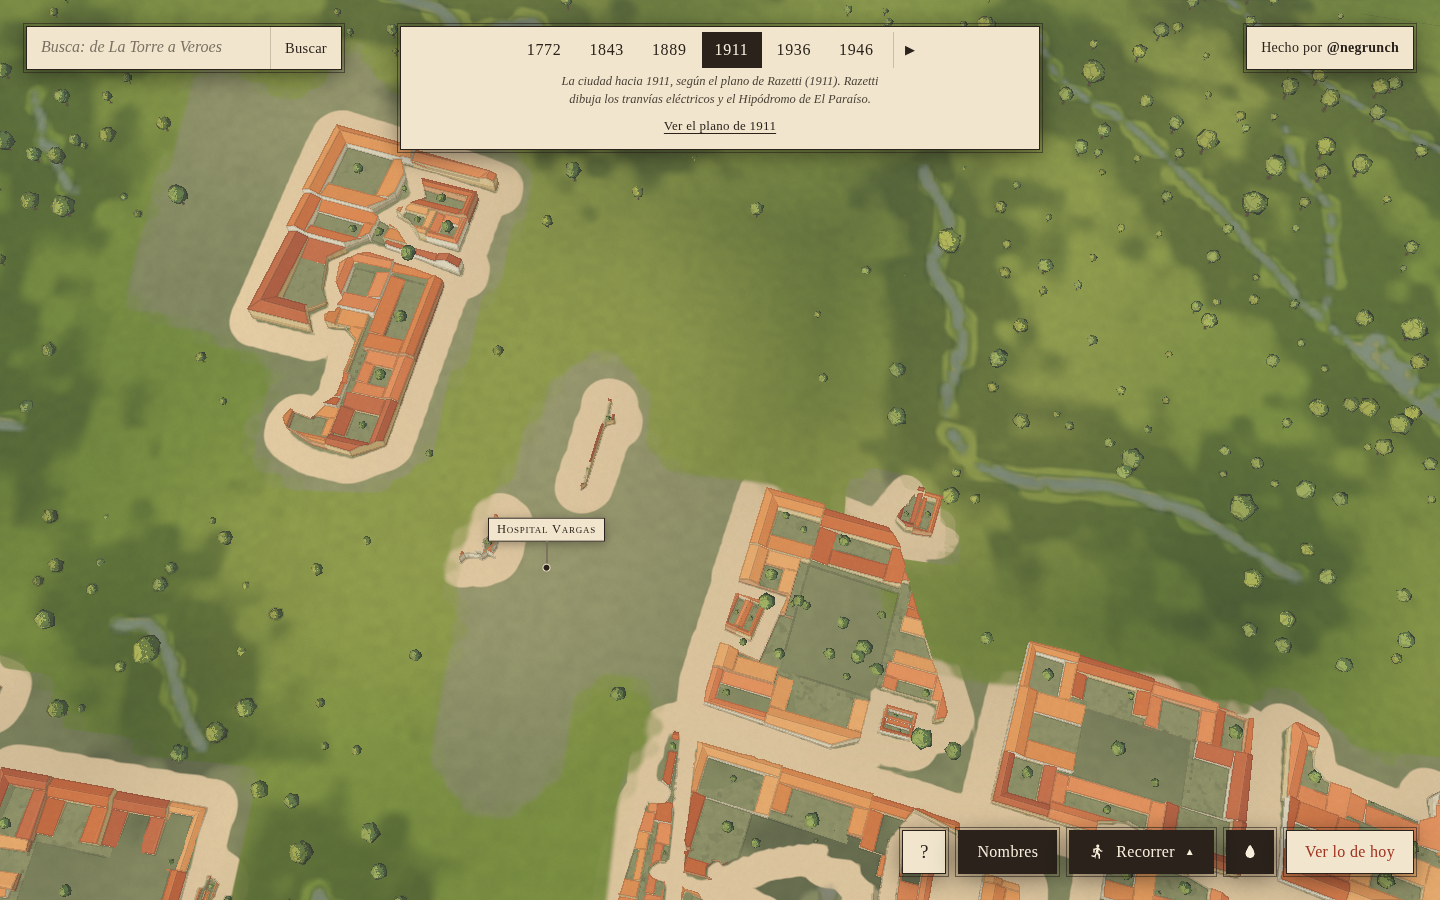 Busca: de La Torre a Veroes
Buscar
1772 1843 1889 1911 1936 1946 ▶
La ciudad hacia 1911, según el plano de Razetti (1911). Razetti
dibuja los tranvías eléctricos y el Hipódromo de El Paraíso.
Ver el plano de 1911
Hecho por @negrunch
Hospital Vargas
?
Nombres
Recorrer ▲
Ver lo de hoy